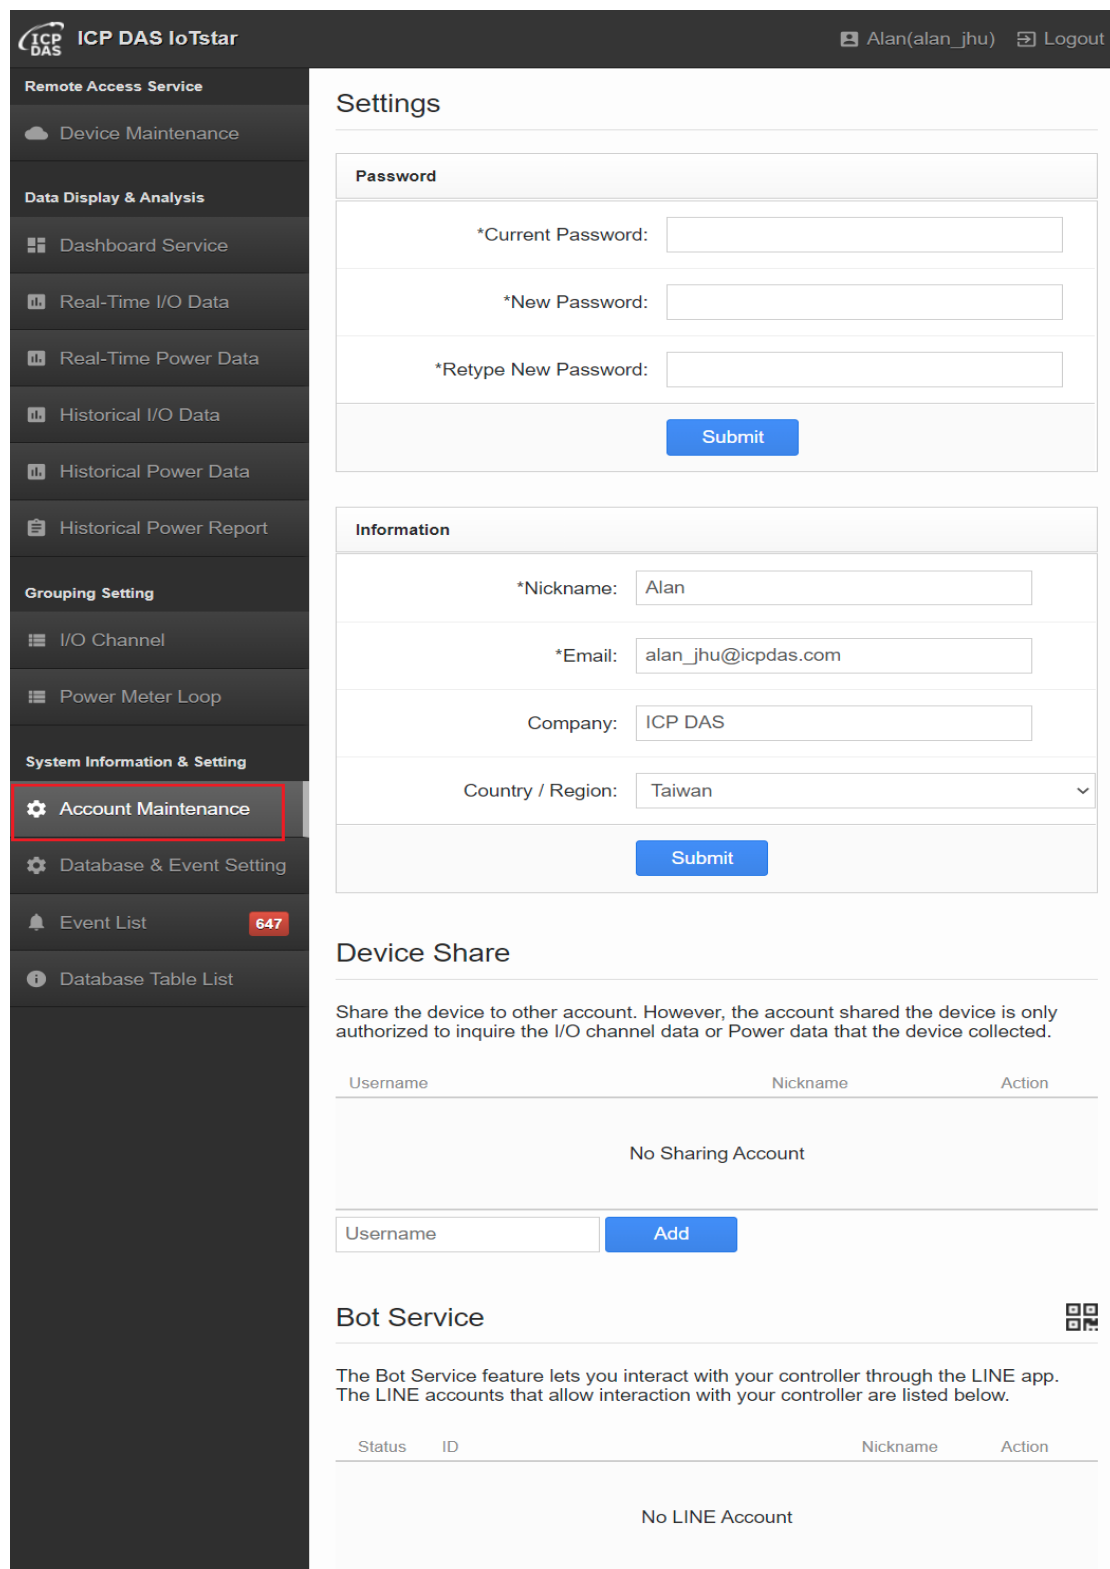 ICP DAS
ICP DAS IoTstar
Alan(alan_jhu)
Logout
Remote Access Service
Device Maintenance
Data Display & Analysis
Dashboard Service
Real-Time I/O Data
Real-Time Power Data
Historical I/O Data
Historical Power Data
Historical Power Report
Grouping Setting
I/O Channel
Power Meter Loop
System Information & Setting
Account Maintenance
Database & Event Setting
Event List 647
Database Table List
Settings
Password
*Current Password:
*New Password:
*Retype New Password:
Submit
Information
*Nickname: Alan
*Email: alan_jhu@icpdas.com
Company: ICP DAS
Country / Region: Taiwan
Submit
Device Share
Share the device to other account. However, the account shared the device is only
authorized to inquire the I/O channel data or Power data that the device collected.
Username Nickname Action
No Sharing Account
Username Add
Bot Service
The Bot Service feature lets you interact with your controller through the LINE app.
The LINE accounts that allow interaction with your controller are listed below.
Status ID Nickname Action
No LINE Account